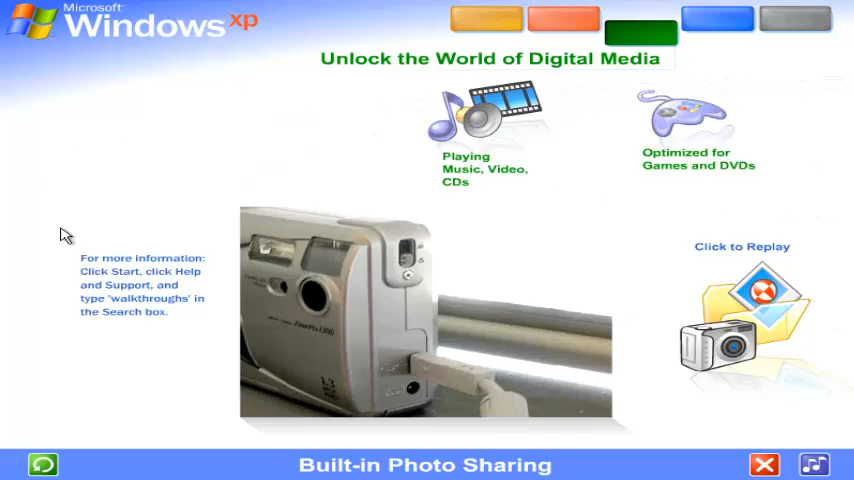 Microsoft®
Windows xp
Unlock the World of Digital Media
Playing
Music, Video,
CDs
Optimized for
Games and DVDs
Click to Replay
For more information:
Click Start, click Help
and Support, and
type 'walkthroughs' in
the Search box.
Built-in Photo Sharing